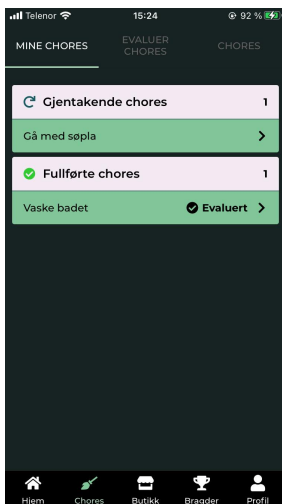 Telenor 15:24 92 %
MINE CHORES
EVALUER
CHORES
CHORES
Gjentakende chores 1
Gå med søpla
Fullførte chores 1
Vaske badet Evaluert
Hjem Chores Butikk Bragder Profil